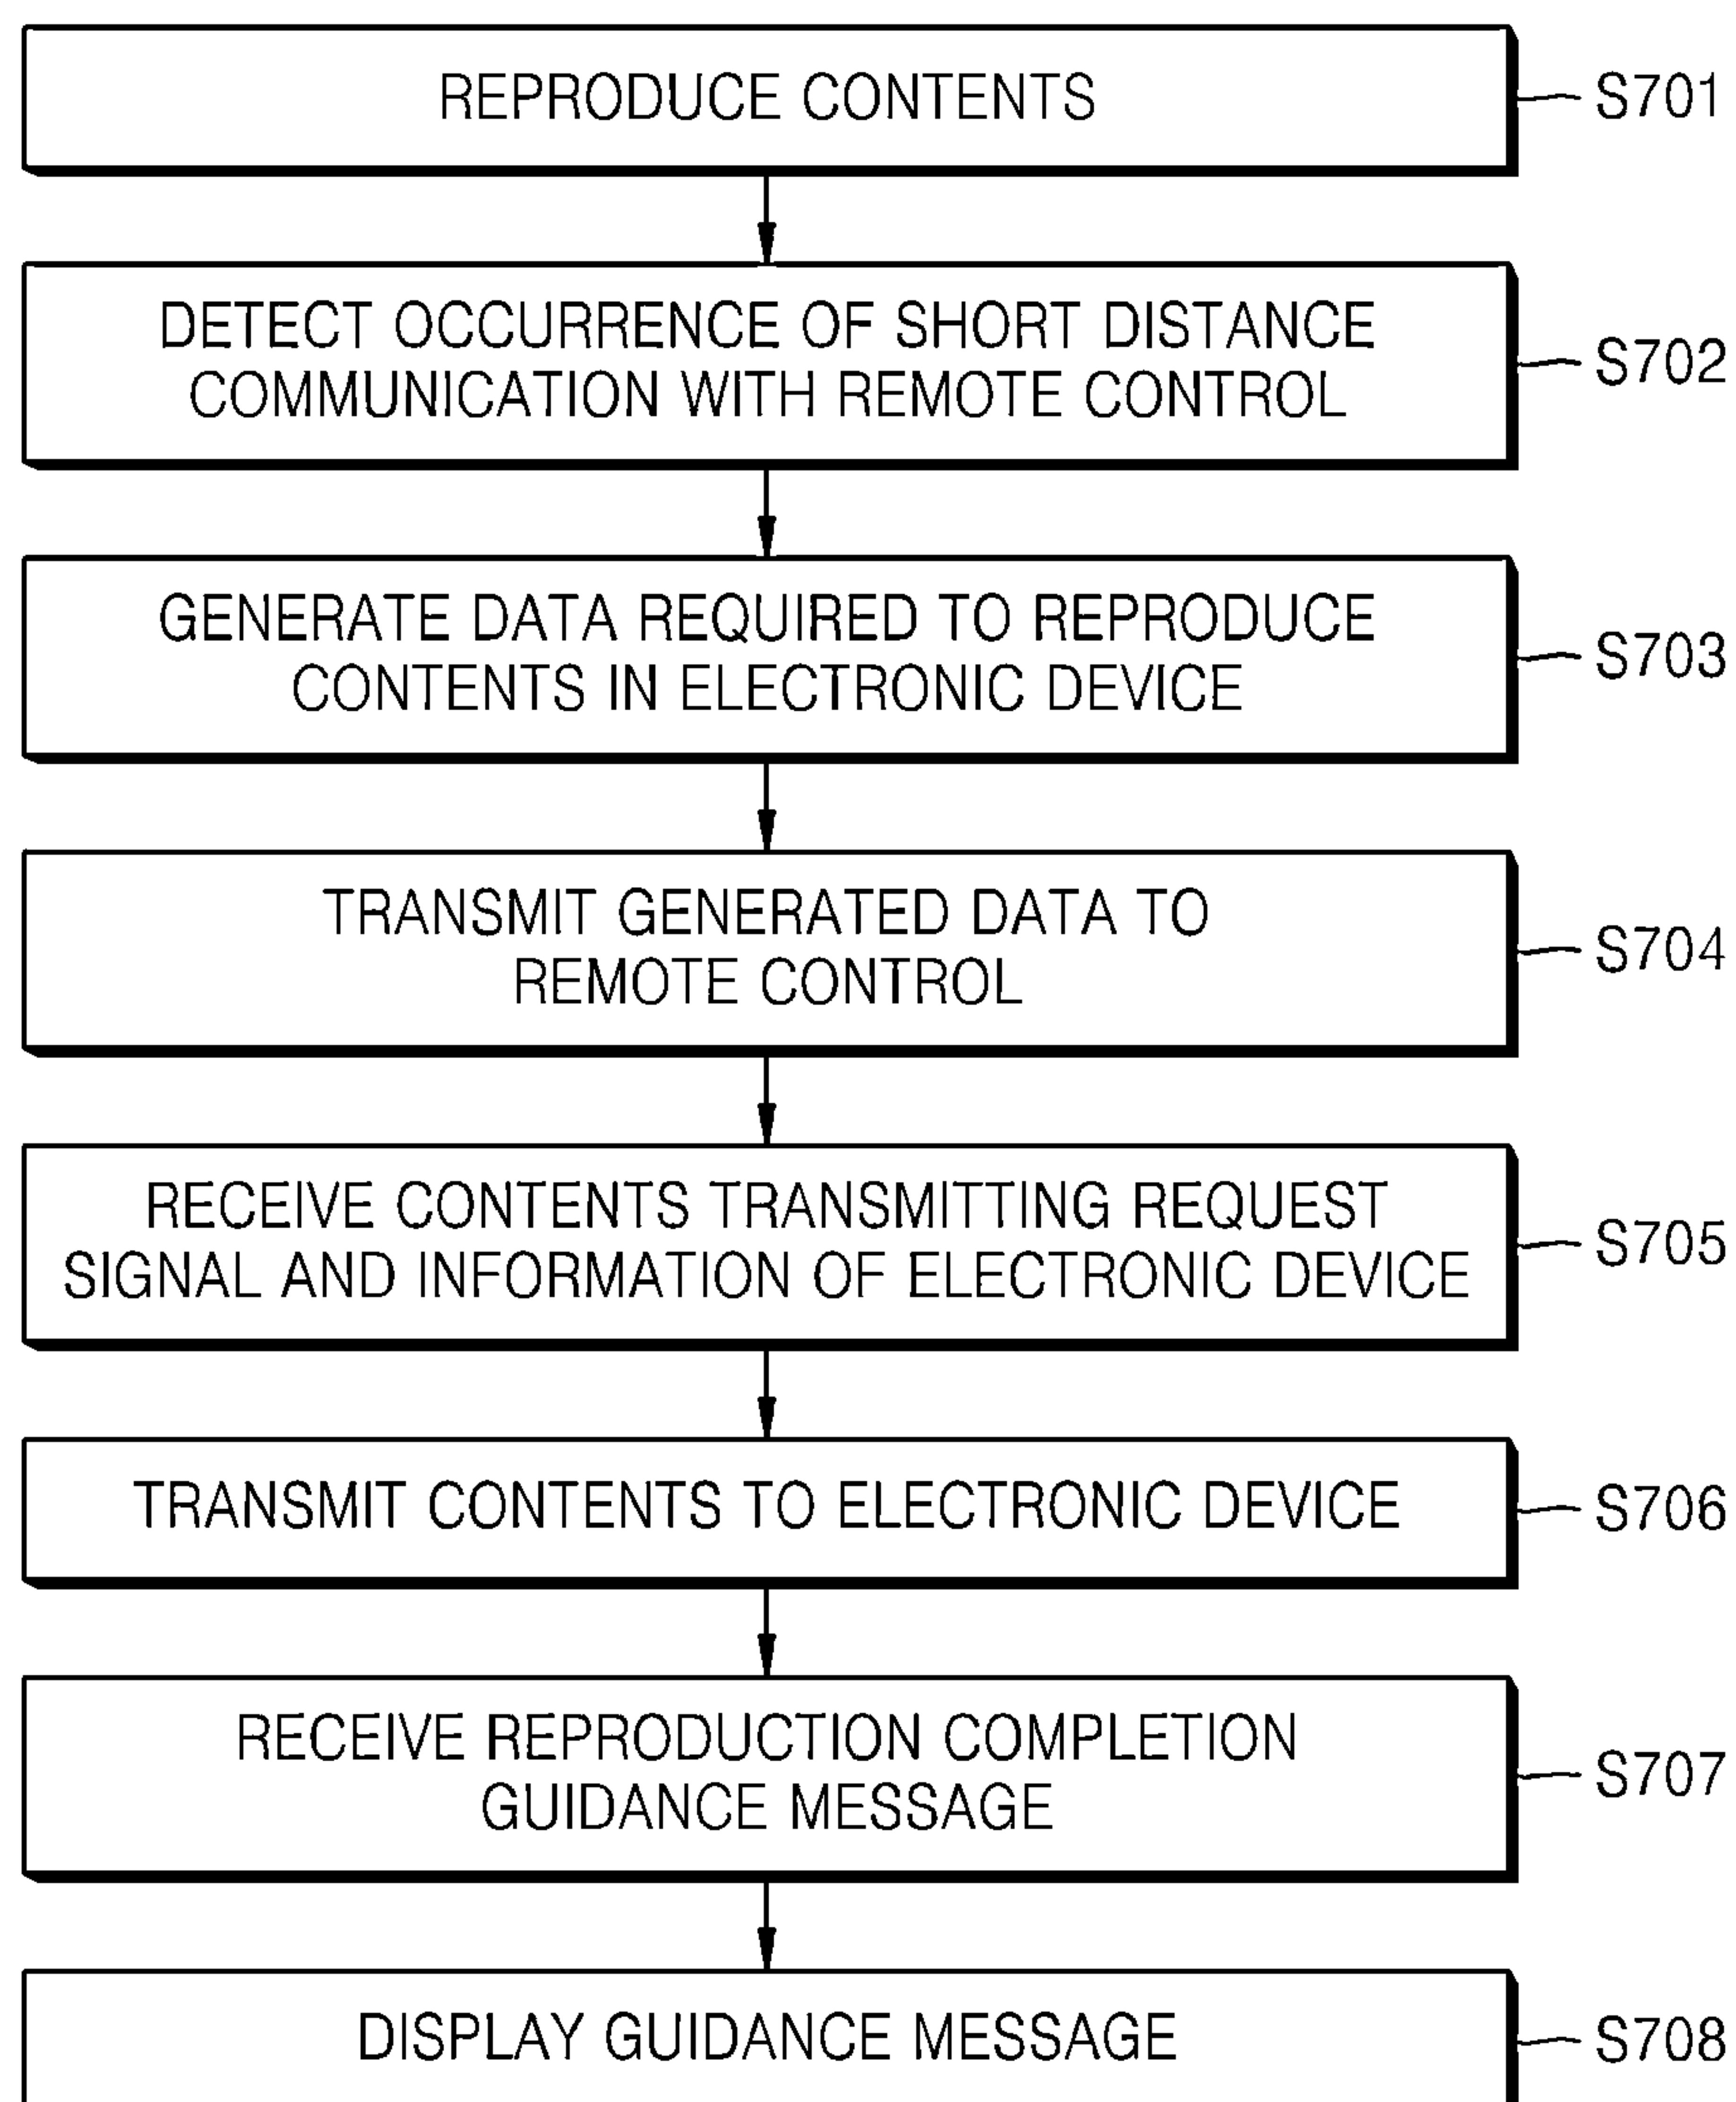 REPRODUCE CONTENTS
S701
DETECT OCCURRENCE OF SHORT DISTANCE
COMMUNICATION WITH REMOTE CONTROL
S702
GENERATE DATA REQUIRED TO REPRODUCE
CONTENTS IN ELECTRONIC DEVICE
S703
TRANSMIT GENERATED DATA TO
REMOTE CONTROL
S704
RECEIVE CONTENTS TRANSMITTING REQUEST
SIGNAL AND INFORMATION OF ELECTRONIC DEVICE
S705
TRANSMIT CONTENTS TO ELECTRONIC DEVICE
S706
RECEIVE REPRODUCTION COMPLETION
GUIDANCE MESSAGE
S707
DISPLAY GUIDANCE MESSAGE
S708